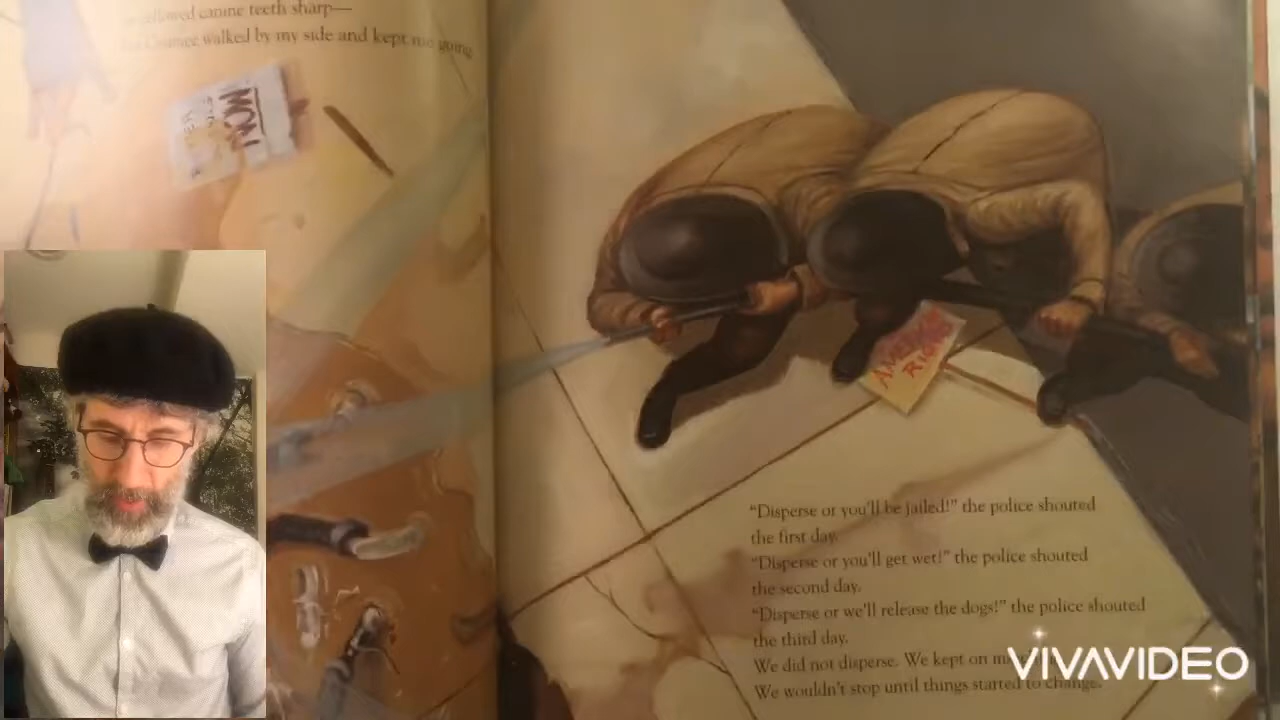 canine teeth sharp—
walked by my side and kept me going.
AMERICAN
RIGHTS
"Disperse or you'll be jailed!" the police shouted
the first day.
"Disperse or you'll get wet!" the police shouted
the second day.
"Disperse or we'll release the dogs!" the police shouted
the third day.
We did not disperse. We kept on
We wouldn't stop until things started to change.
VIVAVIDEO